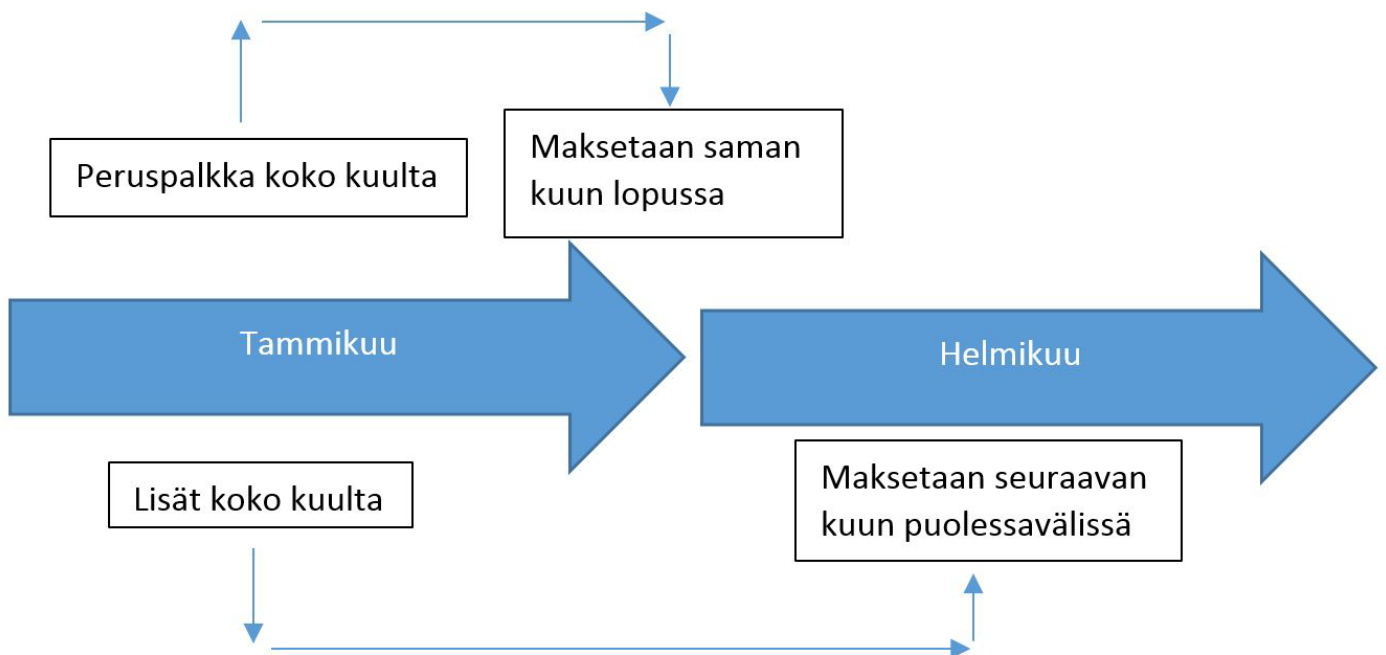 Peruspalkka koko kuulta
Maksetaan saman
kuun lopussa
Tammikuu
Helmikuu
Lisät koko kuulta
Maksetaan seuraavan
kuun puolessavälissä